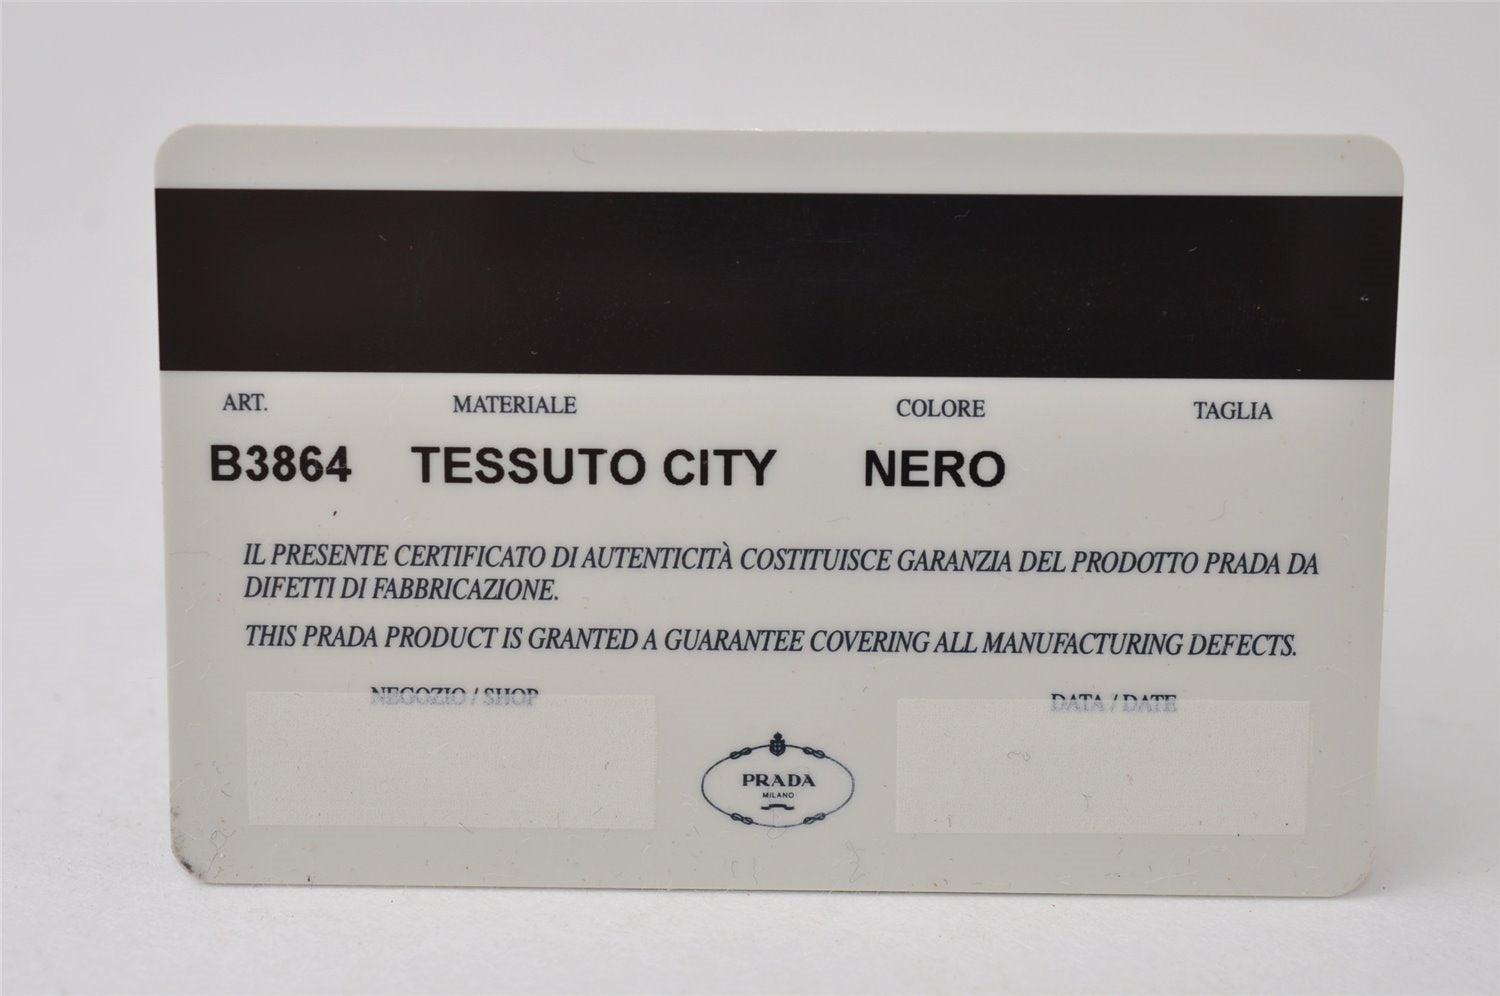 ART. MATERIALE COLORE TAGLIA
B3864 TESSUTO CITY NERO
IL PRESENTE CERTIFICATO DI AUTENTICITÀ COSTITUISCE GARANZIA DEL PRODOTTO PRADA DA
DIFETTI DI FABBRICAZIONE.
THIS PRADA PRODUCT IS GRANTED A GUARANTEE COVERING ALL MANUFACTURING DEFECTS.
NEGOZIO / SHOP DATA / DATE
PRADA
MILANO